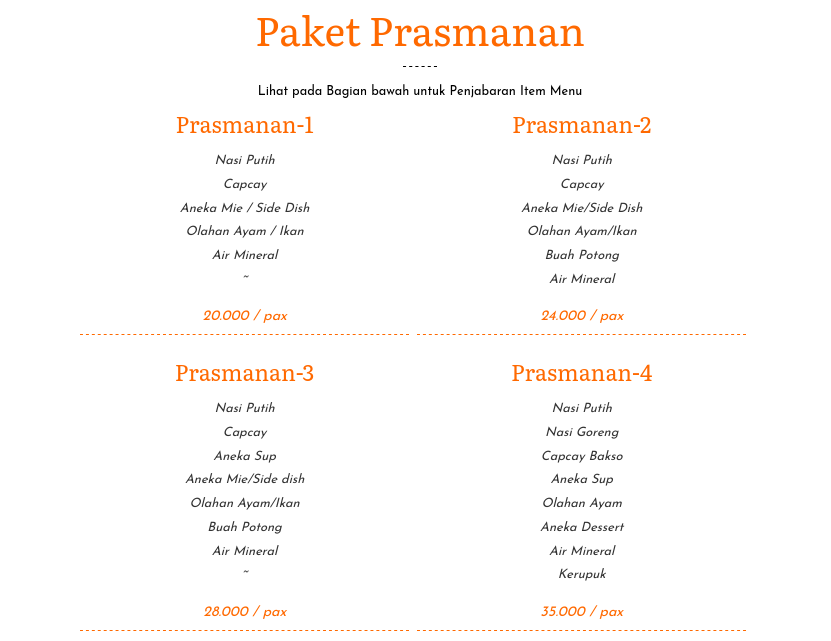 Paket Prasmanan
------
Lihat pada Bagian bawah untuk Penjabaran Item Menu
Prasmanan-1
Nasi Putih
Capcay
Aneka Mie / Side Dish
Olahan Ayam / Ikan
Air Mineral
~
20.000 / pax
Prasmanan-2
Nasi Putih
Capcay
Aneka Mie/Side Dish
Olahan Ayam/Ikan
Buah Potong
Air Mineral
24.000 / pax
Prasmanan-3
Nasi Putih
Capcay
Aneka Sup
Aneka Mie/Side dish
Olahan Ayam/Ikan
Buah Potong
Air Mineral
~
28.000 / pax
Prasmanan-4
Nasi Putih
Nasi Goreng
Capcay Bakso
Aneka Sup
Olahan Ayam
Aneka Dessert
Air Mineral
Kerupuk
35.000 / pax